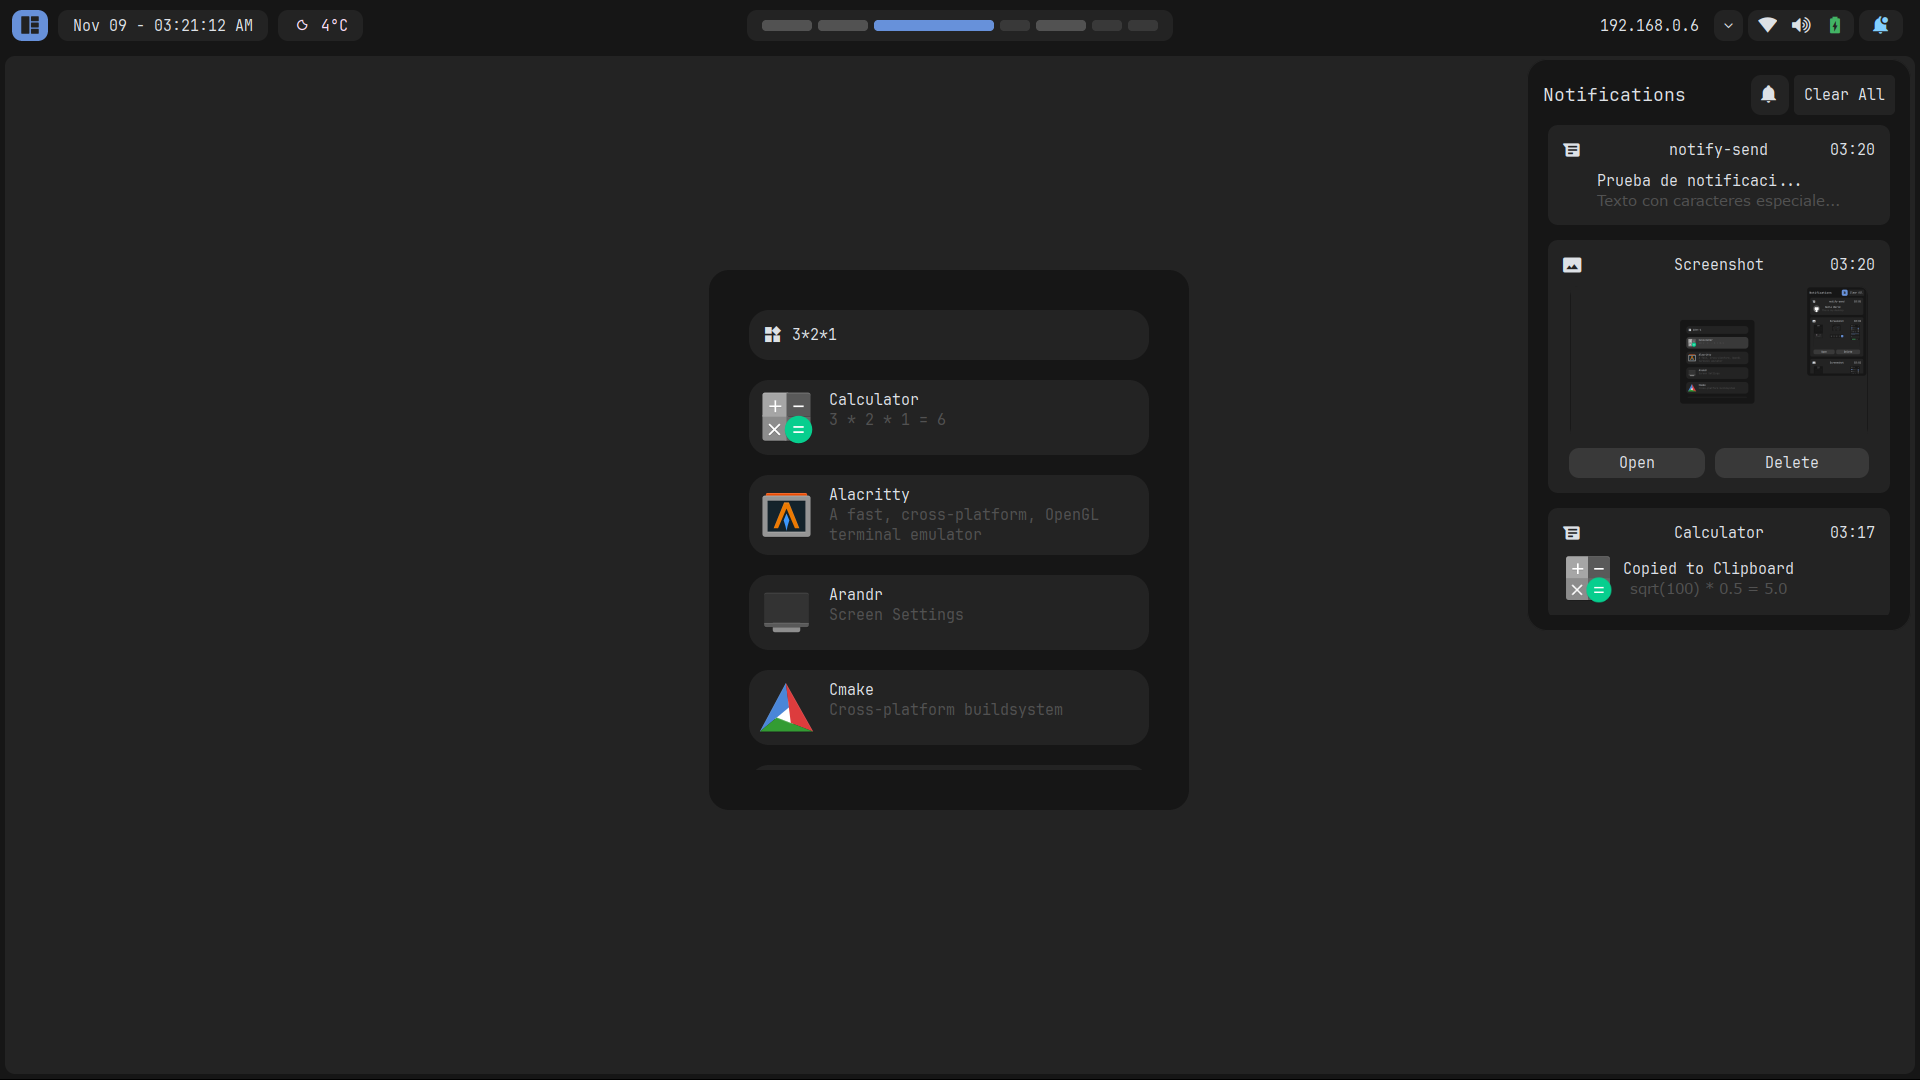 Nov 09 - 03:21:12 AM
4°C
192.168.0.6
Notifications
Clear All
notify-send
03:20
Prueba de notificaci...
Texto con caracteres especiale...
Screenshot
03:20
Open
Delete
Calculator
03:17
Copied to Clipboard
sqrt(100) * 0.5 = 5.0
3*2*1
Calculator
3 * 2 * 1 = 6
Alacritty
A fast, cross-platform, OpenGL
terminal emulator
Arandr
Screen Settings
Cmake
Cross-platform buildsystem